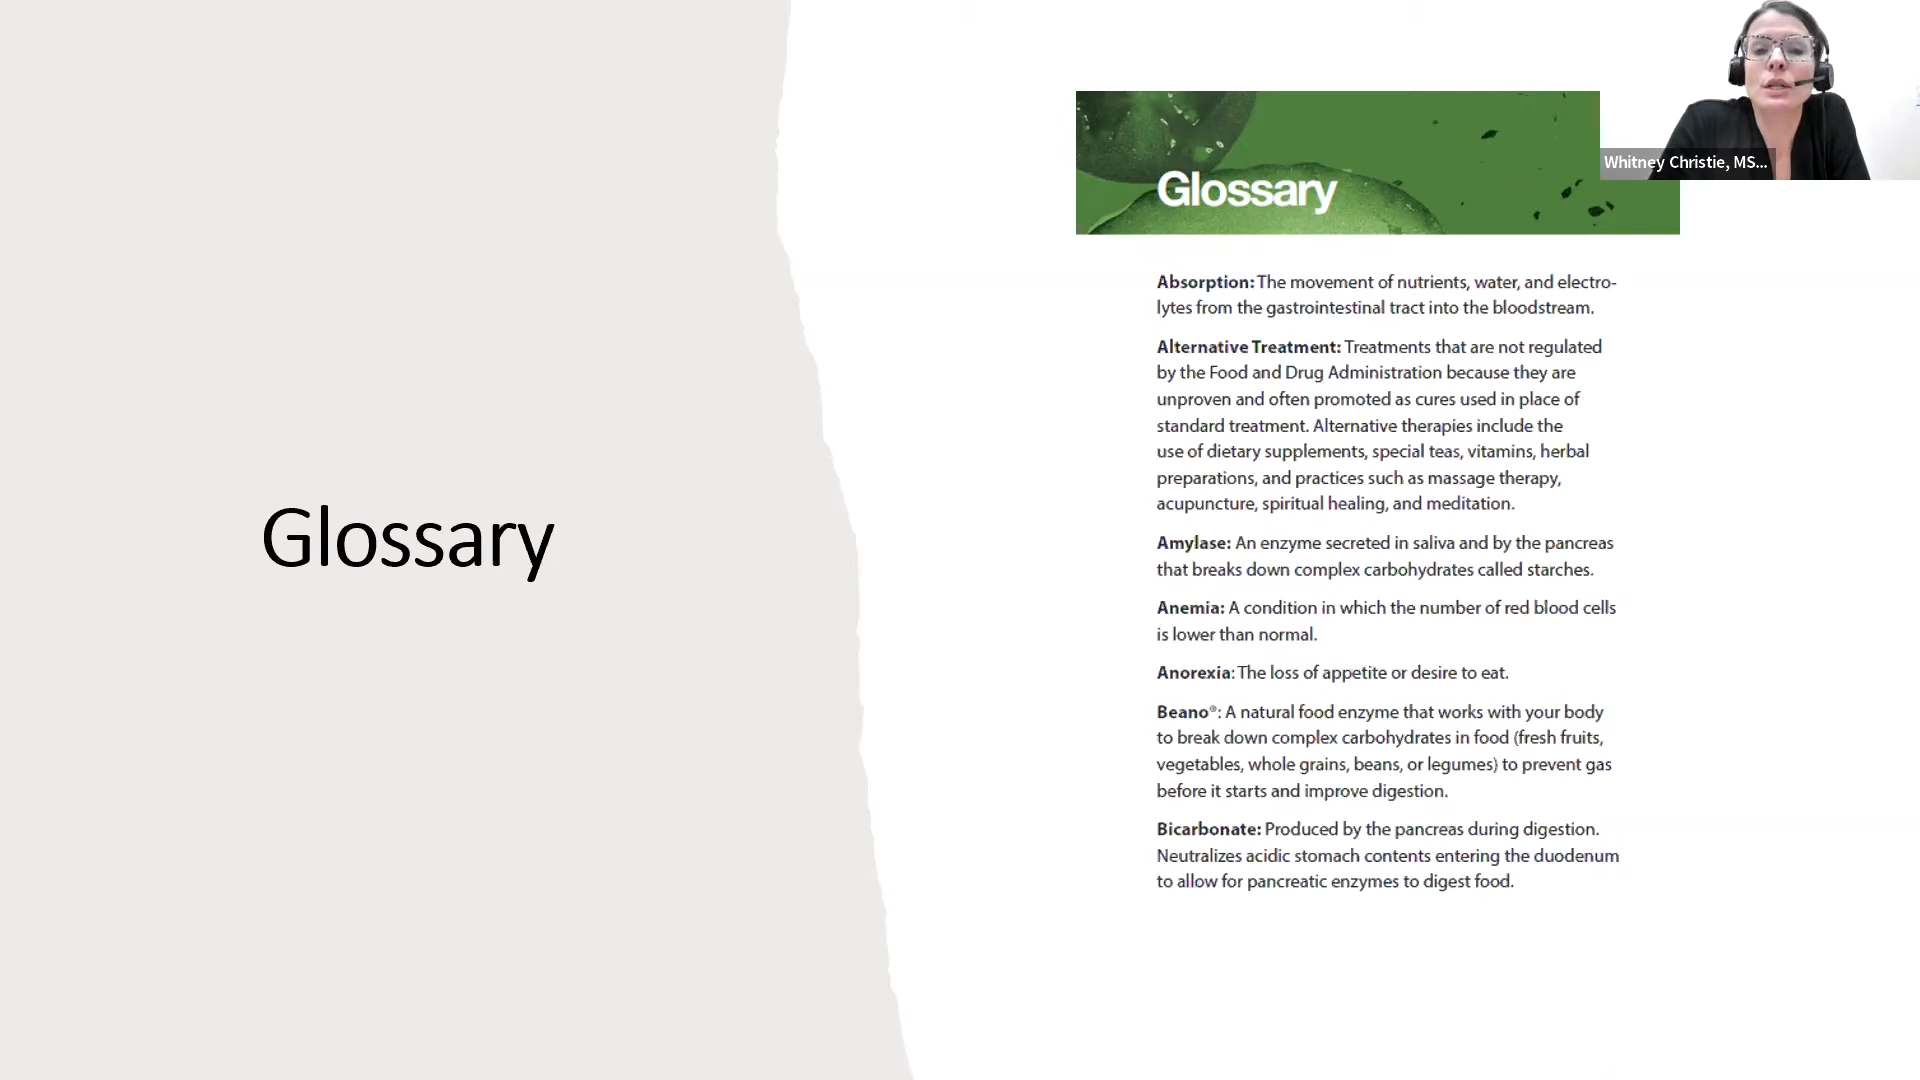 Glossary
Glossary
Whitney Christie, MS...
Absorption: The movement of nutrients, water, and electro-
lytes from the gastrointestinal tract into the bloodstream.
Alternative Treatment: Treatments that are not regulated
by the Food and Drug Administration because they are
unproven and often promoted as cures used in place of
standard treatment. Alternative therapies include the
use of dietary supplements, special teas, vitamins, herbal
preparations, and practices such as massage therapy,
acupuncture, spiritual healing, and meditation.
Amylase: An enzyme secreted in saliva and by the pancreas
that breaks down complex carbohydrates called starches.
Anemia: A condition in which the number of red blood cells
is lower than normal.
Anorexia: The loss of appetite or desire to eat.
Beano®: A natural food enzyme that works with your body
to break down complex carbohydrates in food (fresh fruits,
vegetables, whole grains, beans, or legumes) to prevent gas
before it starts and improve digestion.
Bicarbonate: Produced by the pancreas during digestion.
Neutralizes acidic stomach contents entering the duodenum
to allow for pancreatic enzymes to digest food.